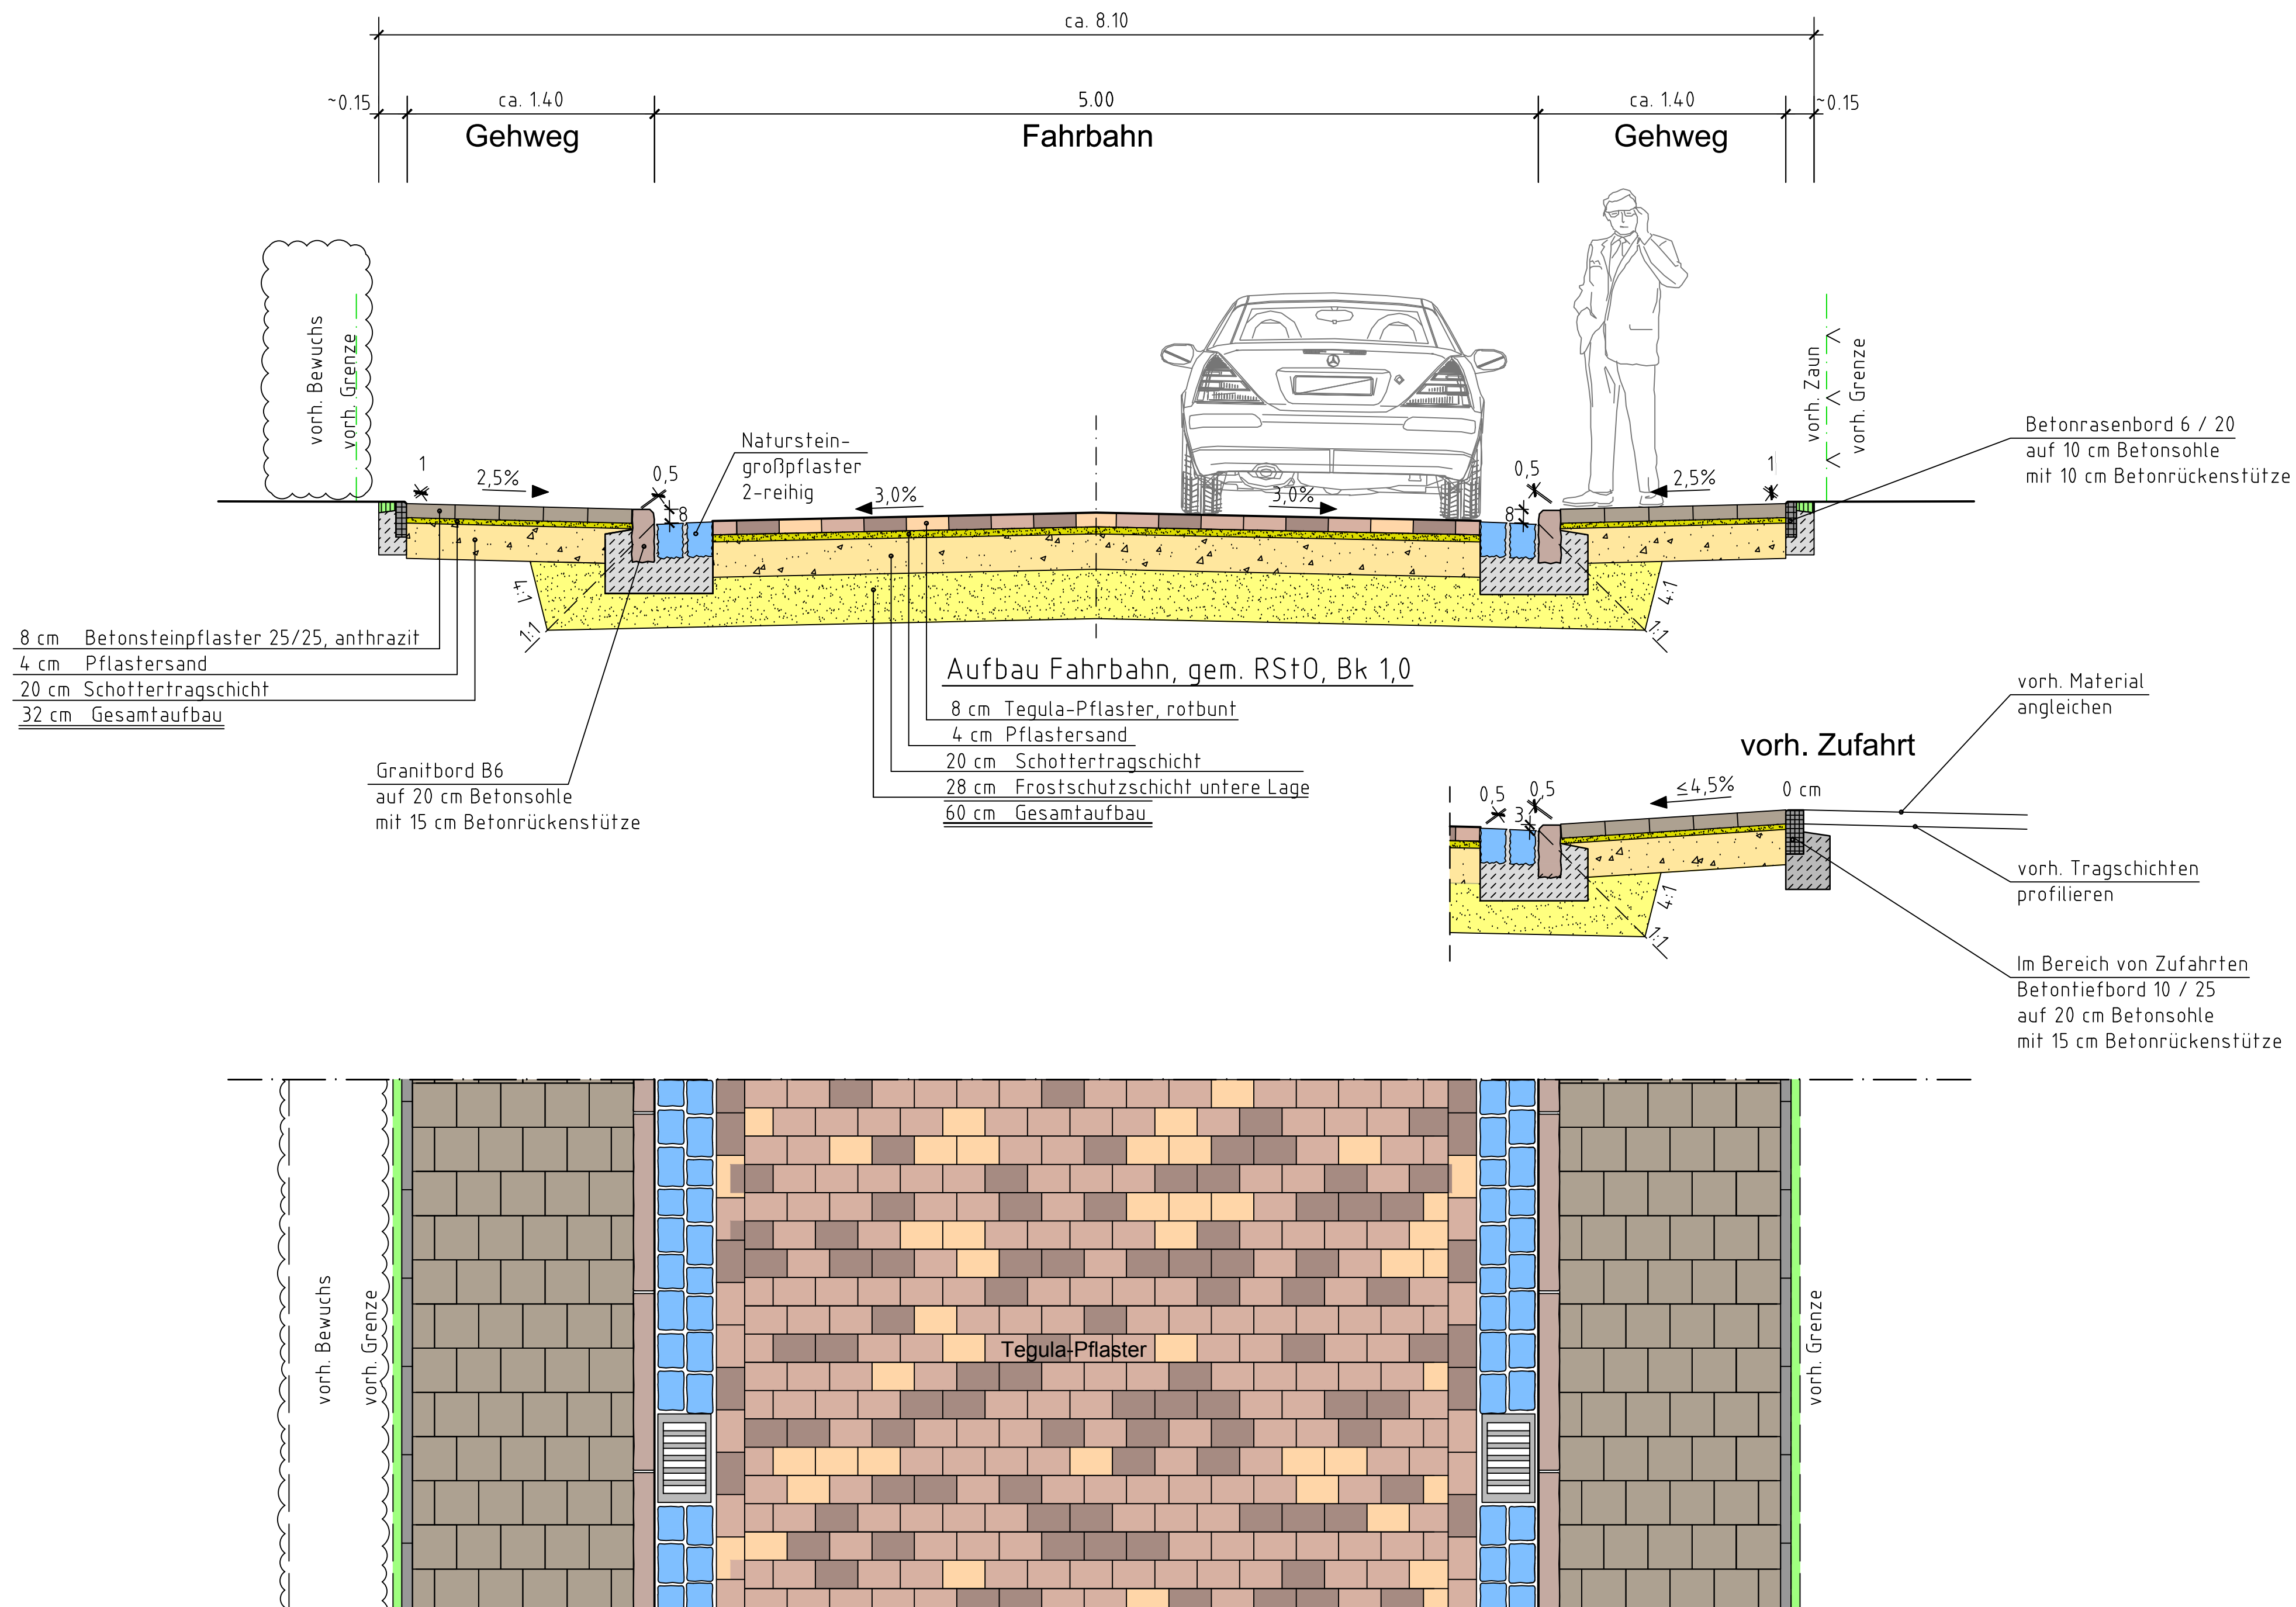 ca. 8.10
~0.15
ca. 1.40
5.00
ca. 1.40
~0.15
Gehweg
Fahrbahn
Gehweg
vorh. Bewuchs
vorh. Grenze
vorh. Zaun
vorh. Grenze
Betonrasenbord 6 / 20
auf 10 cm Betonsohle
mit 10 cm Betonrückenstütze
Naturstein-
großpflaster
2-reihig
1
2,5%
0,5
8
3,0%
3,0%
0,5
8
2,5%
1
4:1
1:1
4:1
1:1
8 cm Betonsteinpflaster 25/25, anthrazit
4 cm Pflastersand
20 cm Schottertragschicht
32 cm Gesamtaufbau
Aufbau Fahrbahn, gem. RStO, Bk 1,0
8 cm Tegula-Pflaster, rotbunt
4 cm Pflastersand
20 cm Schottertragschicht
28 cm Frostschutzschicht untere Lage
60 cm Gesamtaufbau
Granitbord B6
auf 20 cm Betonsohle
mit 15 cm Betonrückenstütze
vorh. Material
angleichen
vorh. Zufahrt
0,5
0,5
3
≤4,5%
0 cm
4:1
1:1
vorh. Tragschichten
profilieren
Im Bereich von Zufahrten
Betontiefbord 10 / 25
auf 20 cm Betonsohle
mit 15 cm Betonrückenstütze
vorh. Bewuchs
vorh. Grenze
Tegula-Pflaster
vorh. Grenze